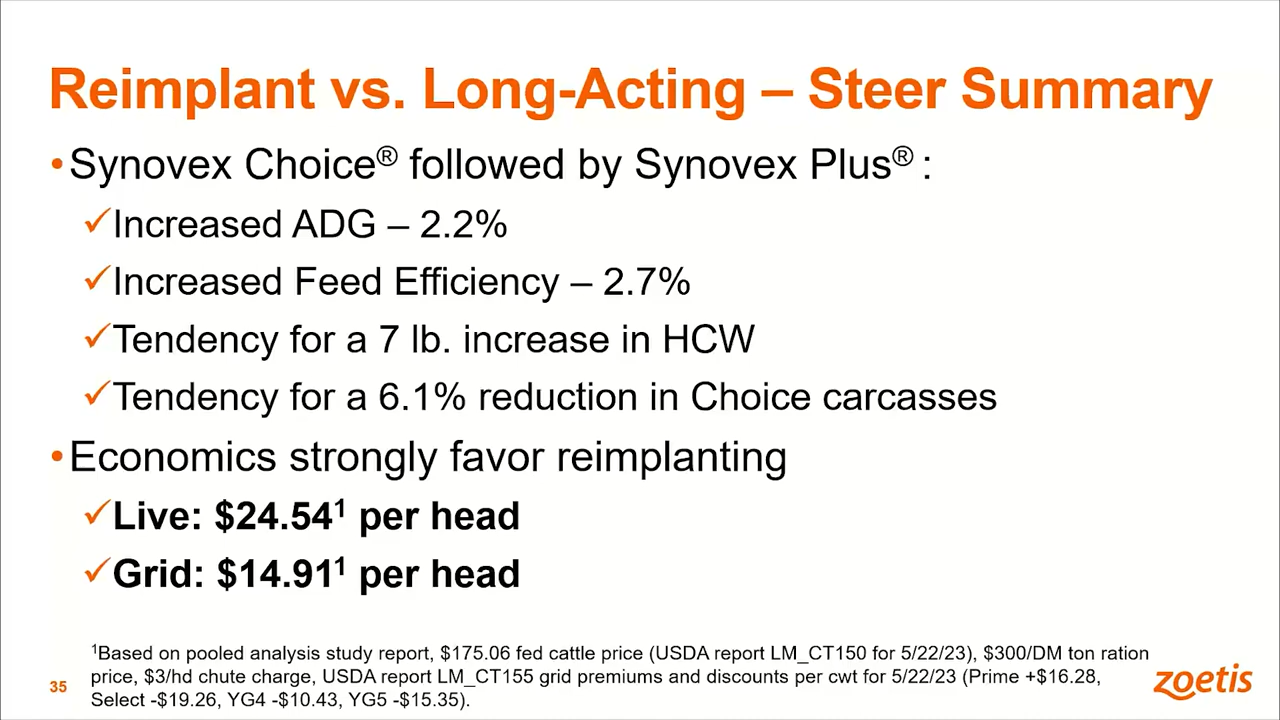 Reimplant vs. Long-Acting – Steer Summary
•Synovex Choice® followed by Synovex Plus® :
✓Increased ADG – 2.2%
✓Increased Feed Efficiency – 2.7%
✓Tendency for a 7 lb. increase in HCW
✓Tendency for a 6.1% reduction in Choice carcasses
•Economics strongly favor reimplanting
✓Live: $24.54¹ per head
✓Grid: $14.91¹ per head
¹Based on pooled analysis study report, $175.06 fed cattle price (USDA report LM_CT150 for 5/22/23), $300/DM ton ration
price, $3/hd chute charge, USDA report LM_CT155 grid premiums and discounts per cwt for 5/22/23 (Prime +$16.28,
Select -$19.26, YG4 -$10.43, YG5 -$15.35).
35
zoetis